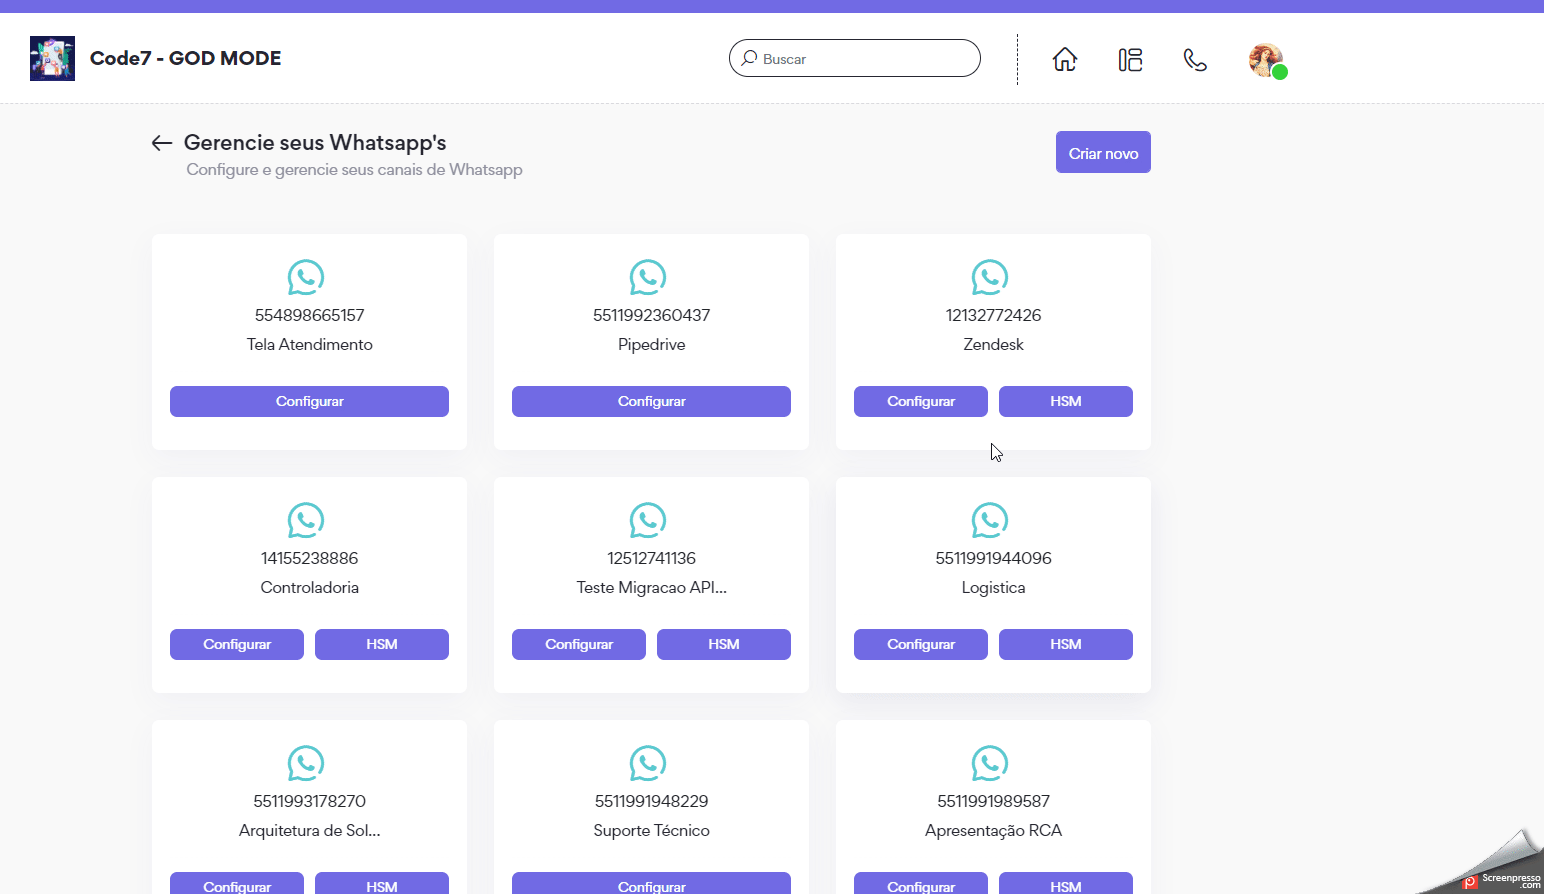 Code7 - GOD MODE
Buscar
Gerencie seus Whatsapp's
Configure e gerencie seus canais de Whatsapp
Criar novo
554898665157
Tela Atendimento
Configurar
5511992360437
Pipedrive
Configurar
12132772426
Zendesk
Configurar
HSM
14155238886
Controladoria
Configurar
HSM
12512741136
Teste Migracao API...
Configurar
HSM
5511991944096
Logistica
Configurar
HSM
5511993178270
Arquitetura de Sol...
Configurar
HSM
5511991948229
Suporte Técnico
Configurar
5511991989587
Apresentação RCA
Configurar
HSM
Screenpresso
.com